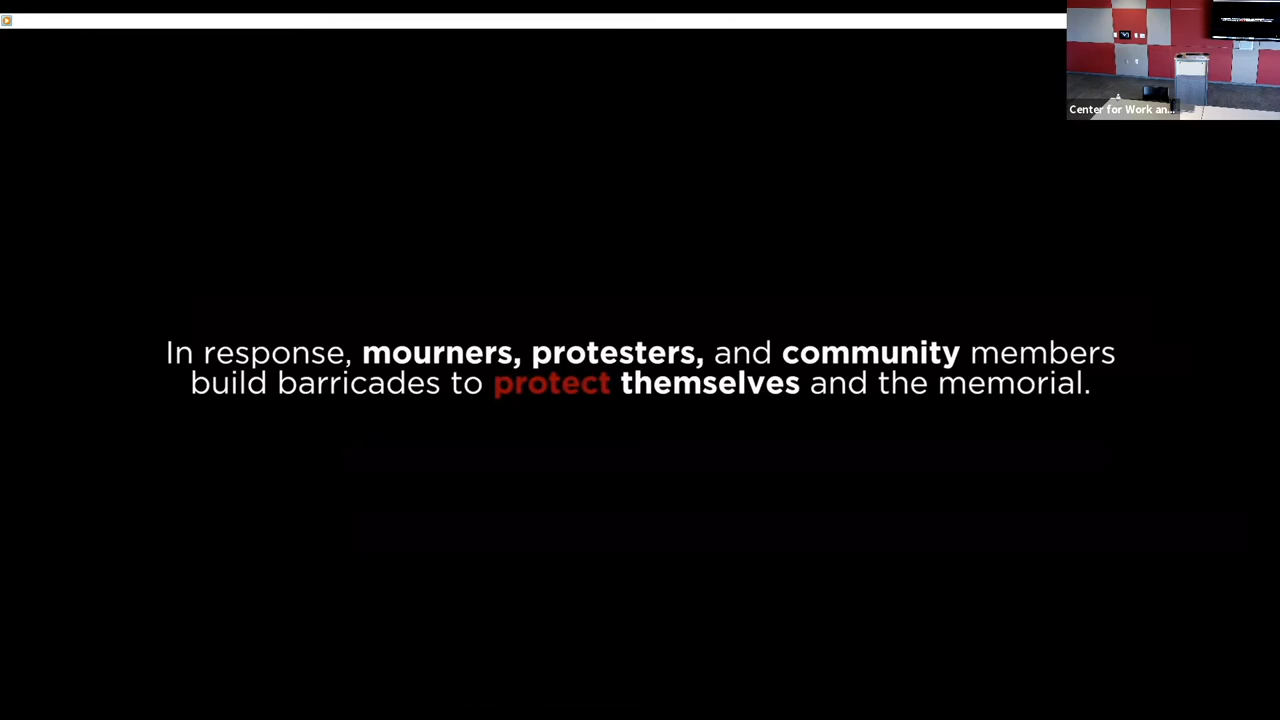 Center for Work an...
In response, mourners, protesters, and community members
build barricades to protect themselves and the memorial.